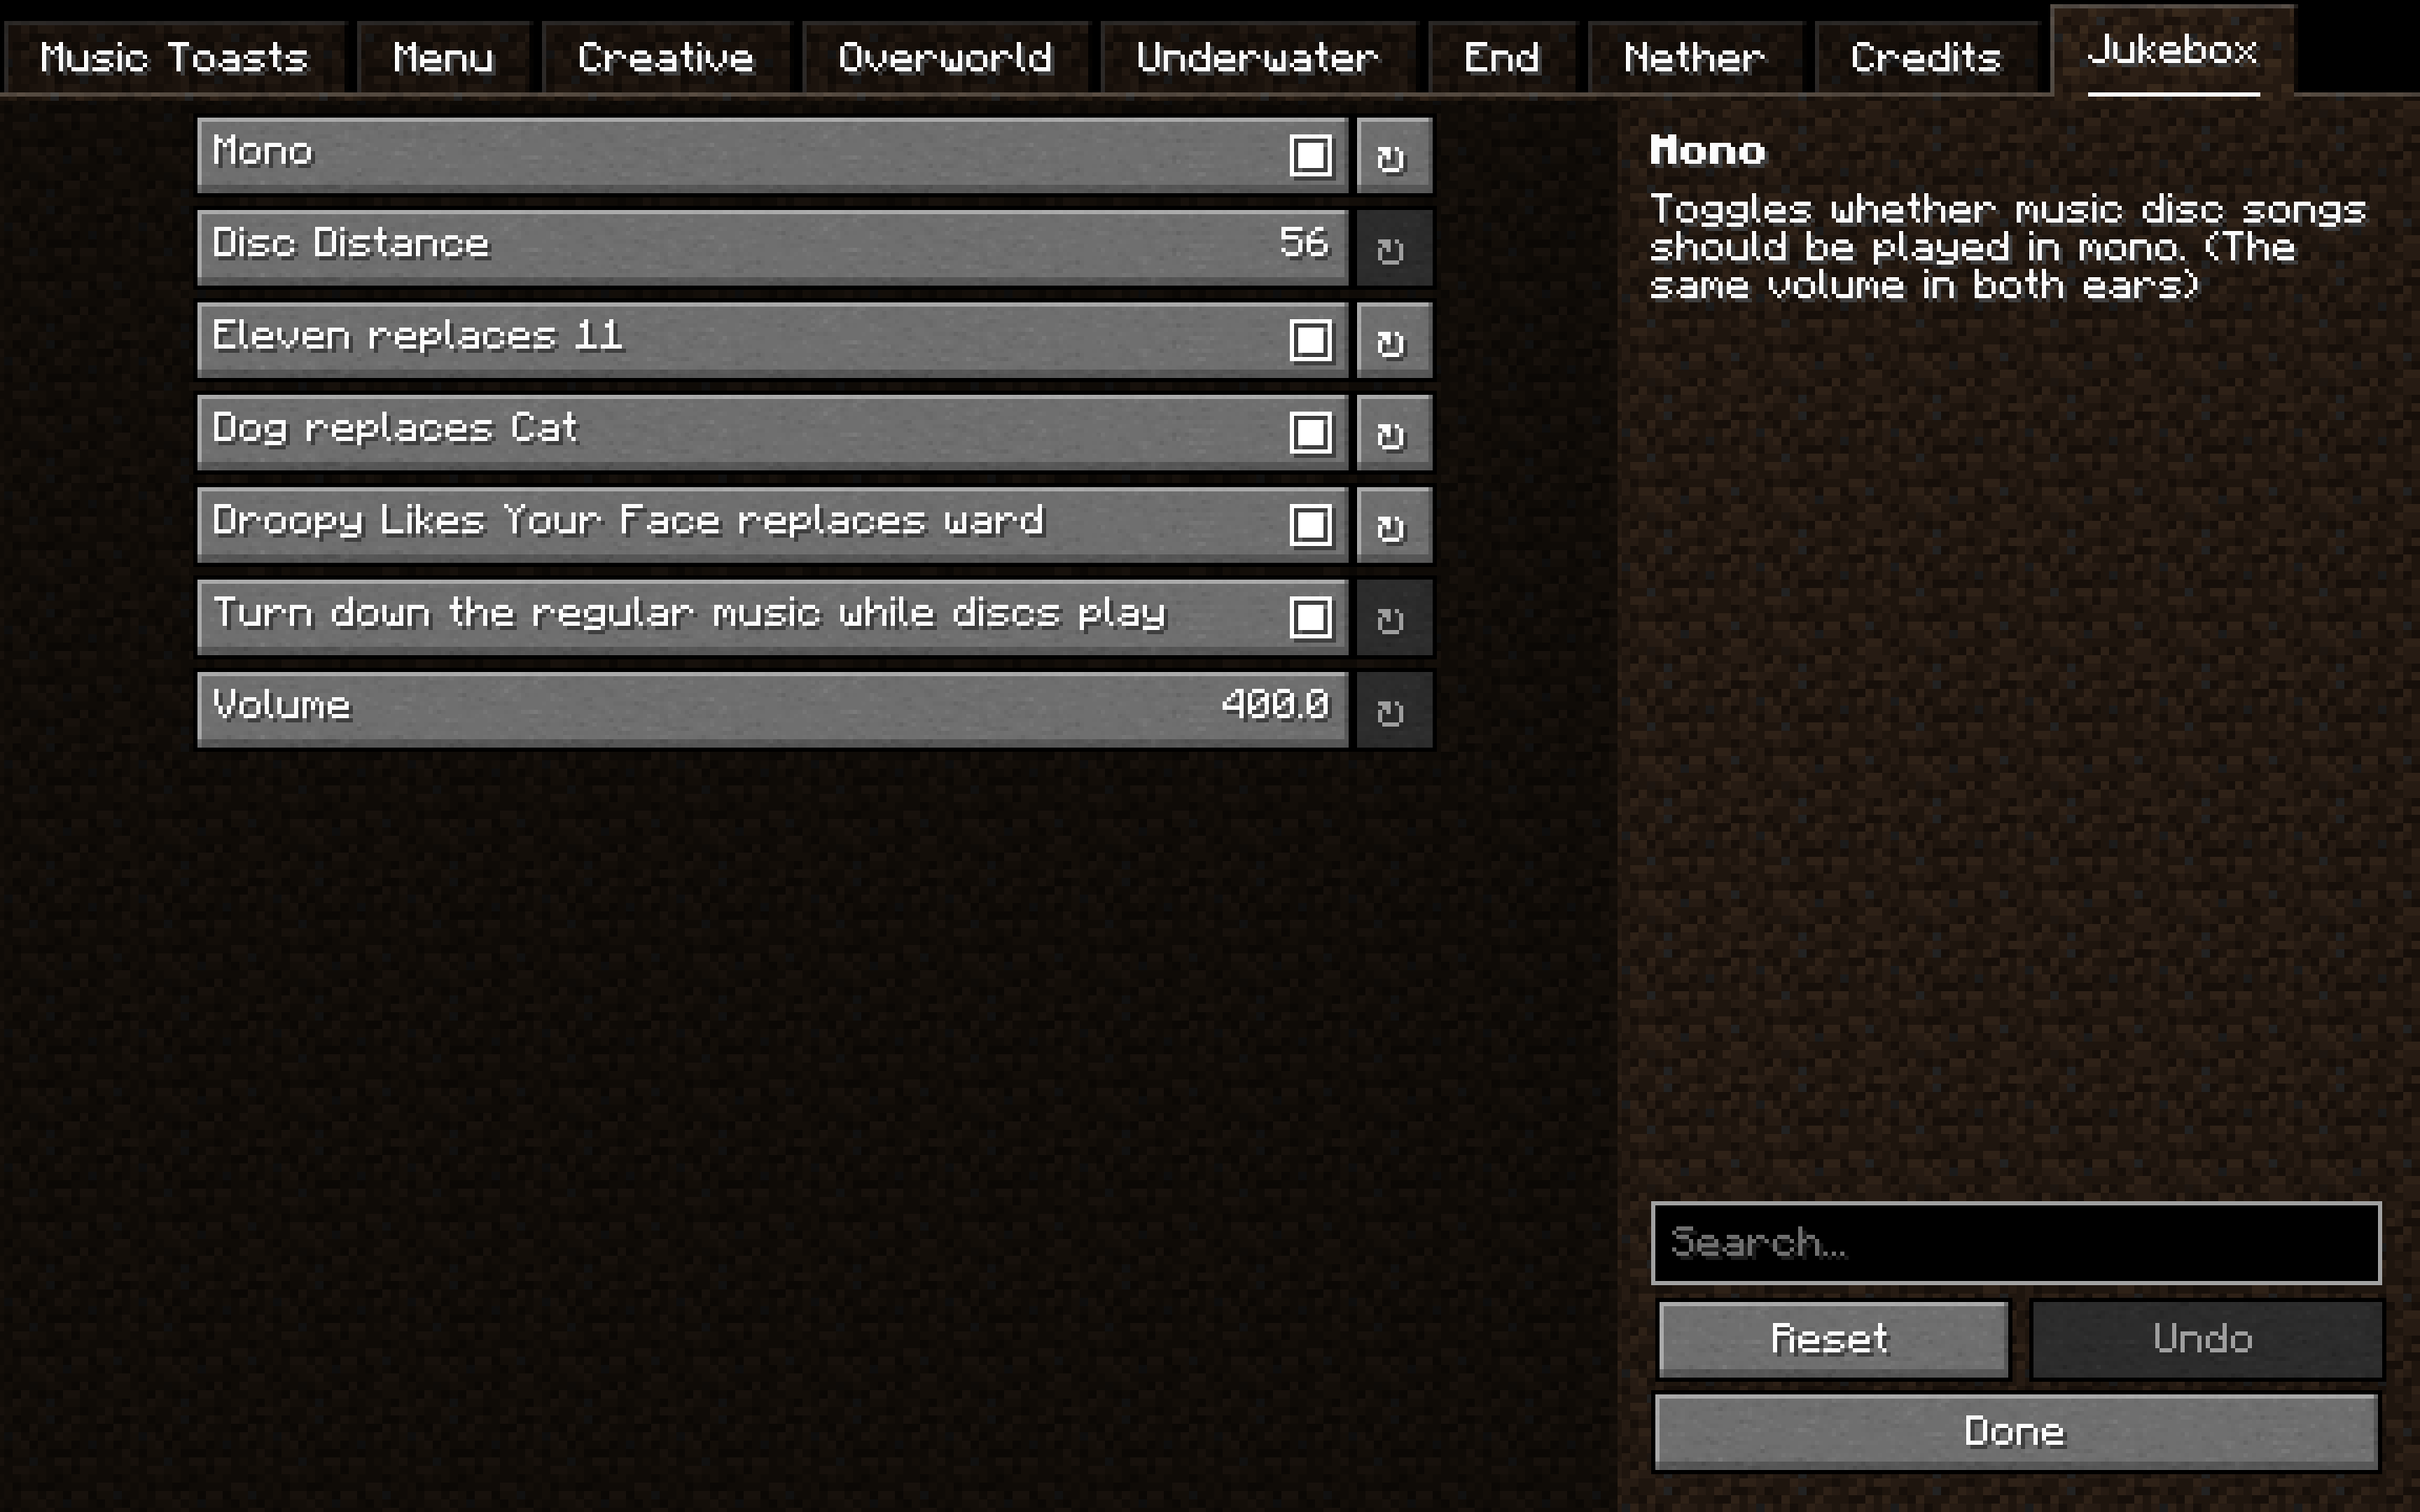 Music Toasts Menu Creative Overworld Underwater End Nether Credits Jukebox
Mono
Disc Distance 56
Eleven replaces 11
Dog replaces Cat
Droopy Likes Your Face replaces ward
Turn down the regular music while discs play
Volume 400.0
Mono
Toggles whether music disc songs
should be played in mono. (The
same volume in both ears)
Search...
Reset Undo
Done